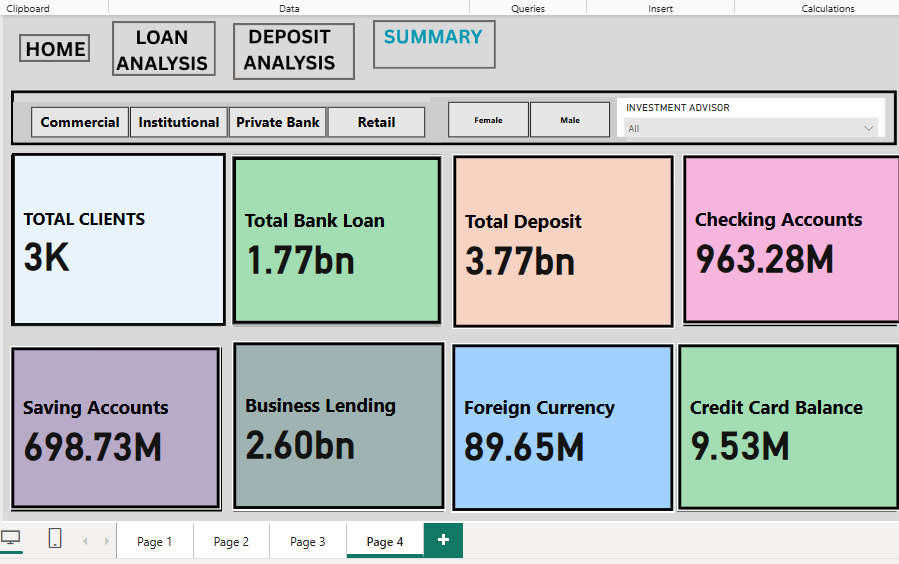 Clipboard
Data
Queries
Insert
Calculations
HOME
LOAN
ANALYSIS
DEPOSIT
ANALYSIS
SUMMARY
Commercial
Institutional
Private Bank
Retail
Female
Male
INVESTMENT ADVISOR
All
TOTAL CLIENTS
3K
Total Bank Loan
1.77bn
Total Deposit
3.77bn
Checking Accounts
963.28M
Saving Accounts
698.73M
Business Lending
2.60bn
Foreign Currency
89.65M
Credit Card Balance
9.53M
Page 1
Page 2
Page 3
Page 4
+